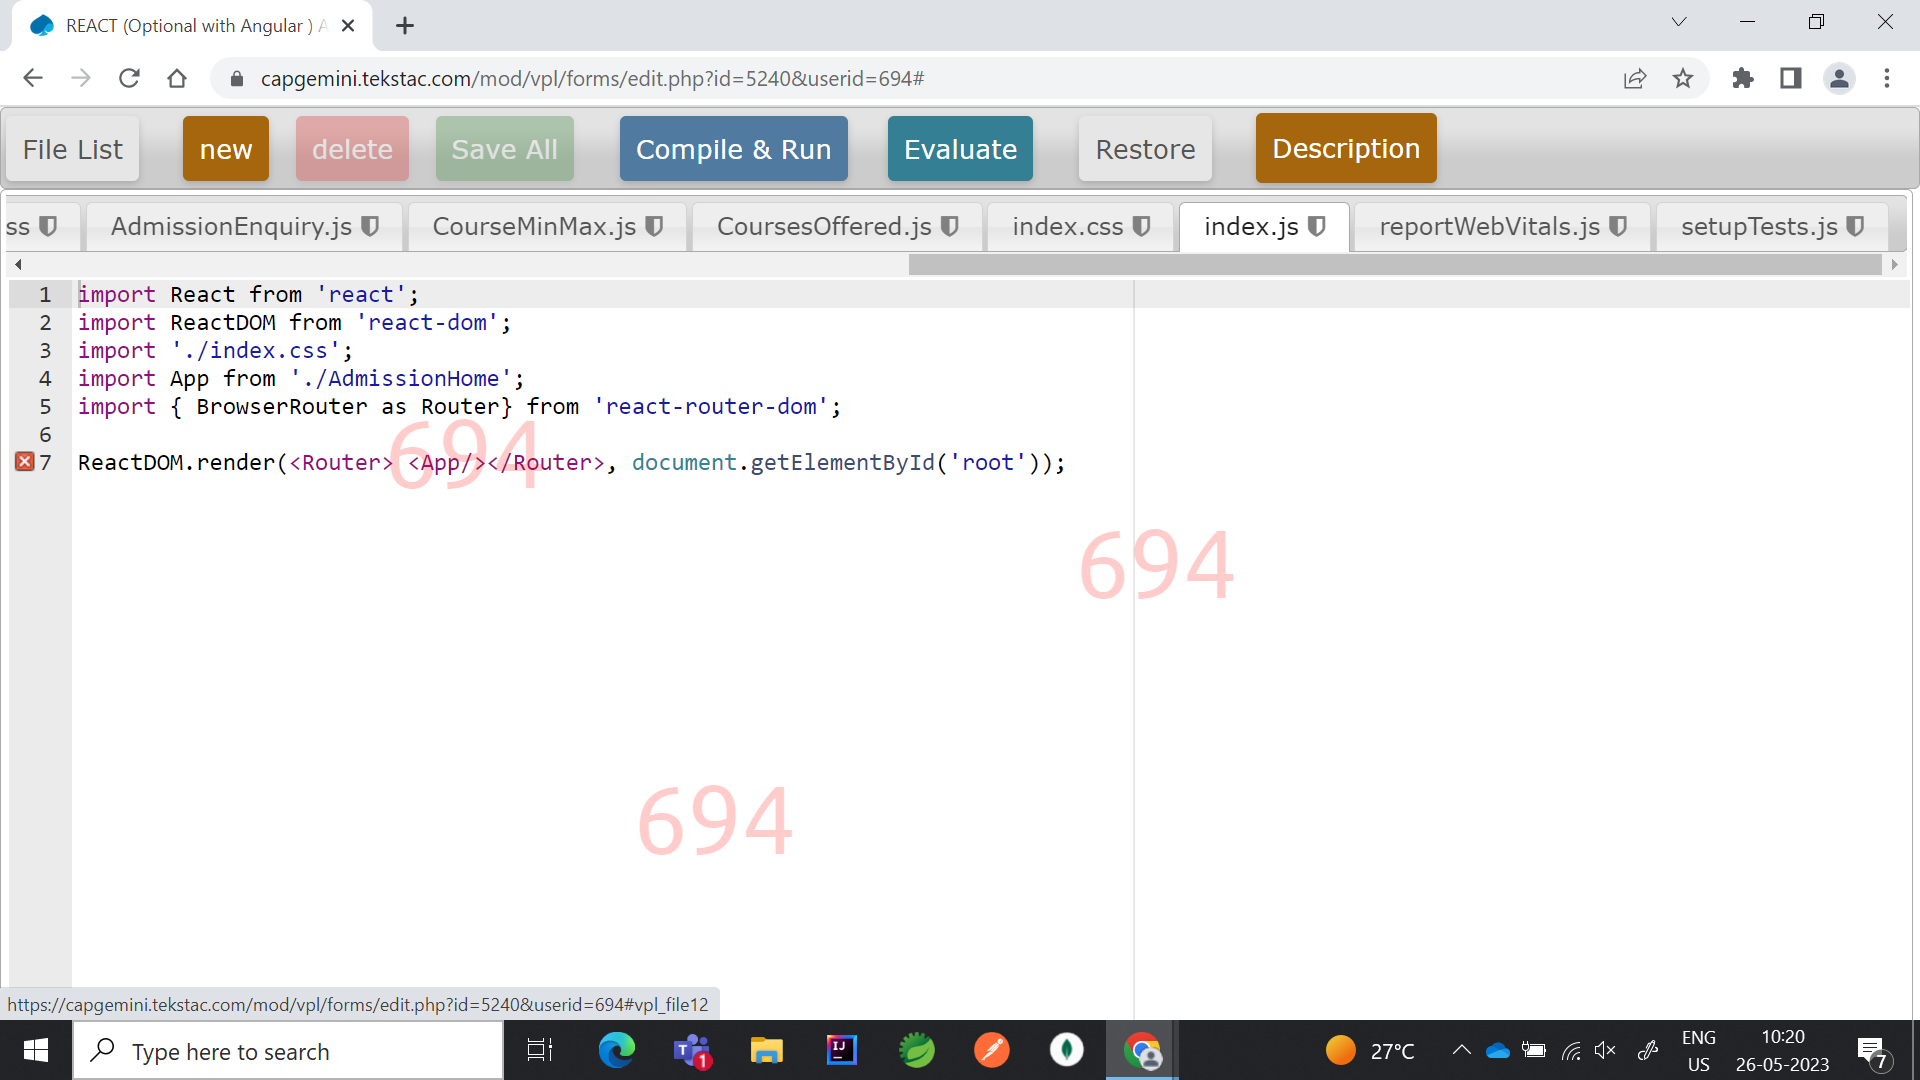 REACT (Optional with Angular ) A
capgemini.tekstac.com/mod/vpl/forms/edit.php?id=5240&userid=694#
File List new delete Save All Compile & Run Evaluate Restore Description
ss AdmissionEnquiry.js CourseMinMax.js CoursesOffered.js index.css index.js reportWebVitals.js setupTests.js
1 import React from 'react';
2 import ReactDOM from 'react-dom';
3 import './index.css';
4 import App from './AdmissionHome';
5 import { BrowserRouter as Router} from 'react-router-dom';
6
7 ReactDOM.render(<Router> <App/></Router>, document.getElementById('root'));
694
694
694
https://capgemini.tekstac.com/mod/vpl/forms/edit.php?id=5240&userid=694#vpl_file12
Type here to search T 1 IJ 27°C ENG 10:20
US 26-05-2023 7